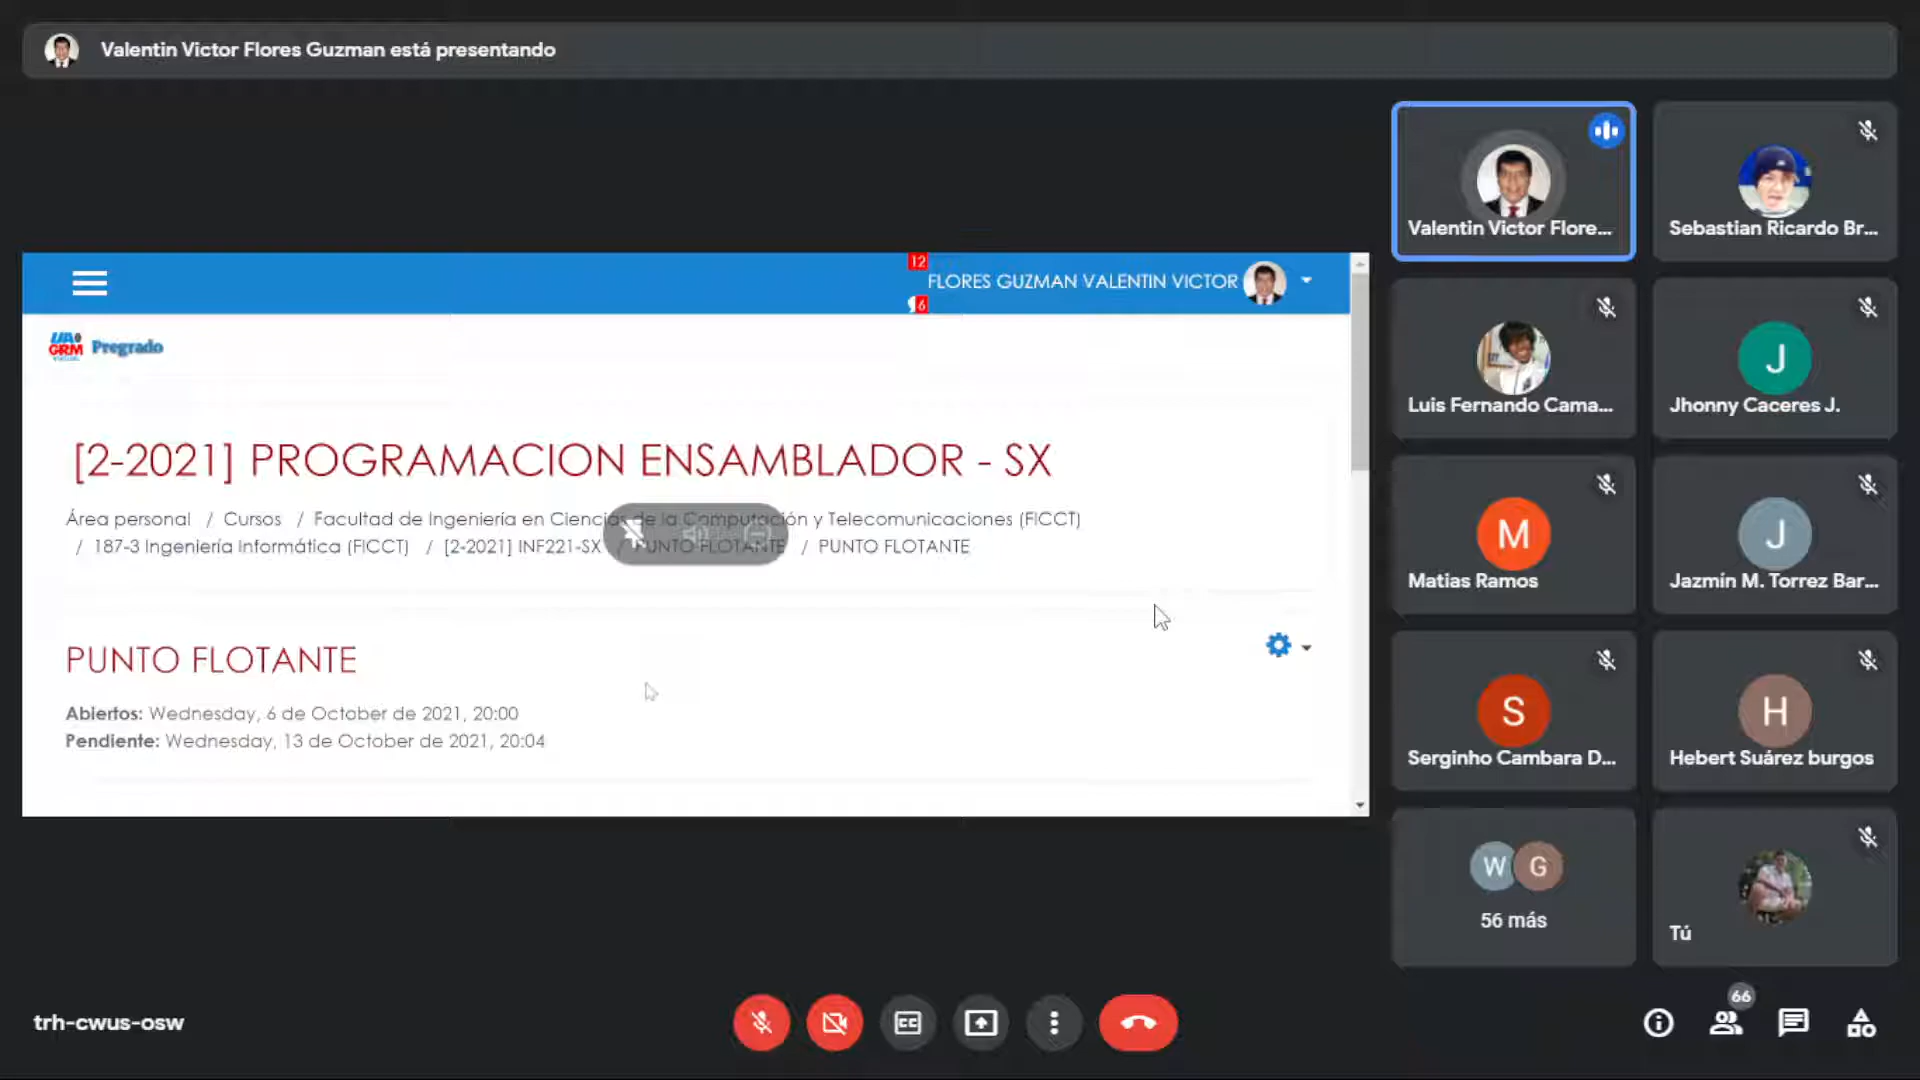 Valentin Victor Flores Guzman está presentando
12
FLORES GUZMAN VALENTIN VICTOR
6
UAGRM Pregrado
[2-2021] PROGRAMACION ENSAMBLADOR - SX
Área personal / Cursos / Facultad de Ingeniería en Ciencias de la Computación y Telecomunicaciones (FICCT)
/ 187-3 Ingeniería Informática (FICCT) / [2-2021] INF221-SX / PUNTO FLOTANTE / PUNTO FLOTANTE
PUNTO FLOTANTE
Abiertos: Wednesday, 6 de October de 2021, 20:00
Pendiente: Wednesday, 13 de October de 2021, 20:04
Valentin Victor Flore...
Sebastian Ricardo Br...
Luis Fernando Cama...
J
Jhonny Caceres J.
M
Matias Ramos
J
Jazmín M. Torrez Bar...
S
Serginho Cambara D...
H
Hebert Suárez burgos
W G
56 más
Tú
trh-cwus-osw
CC
66